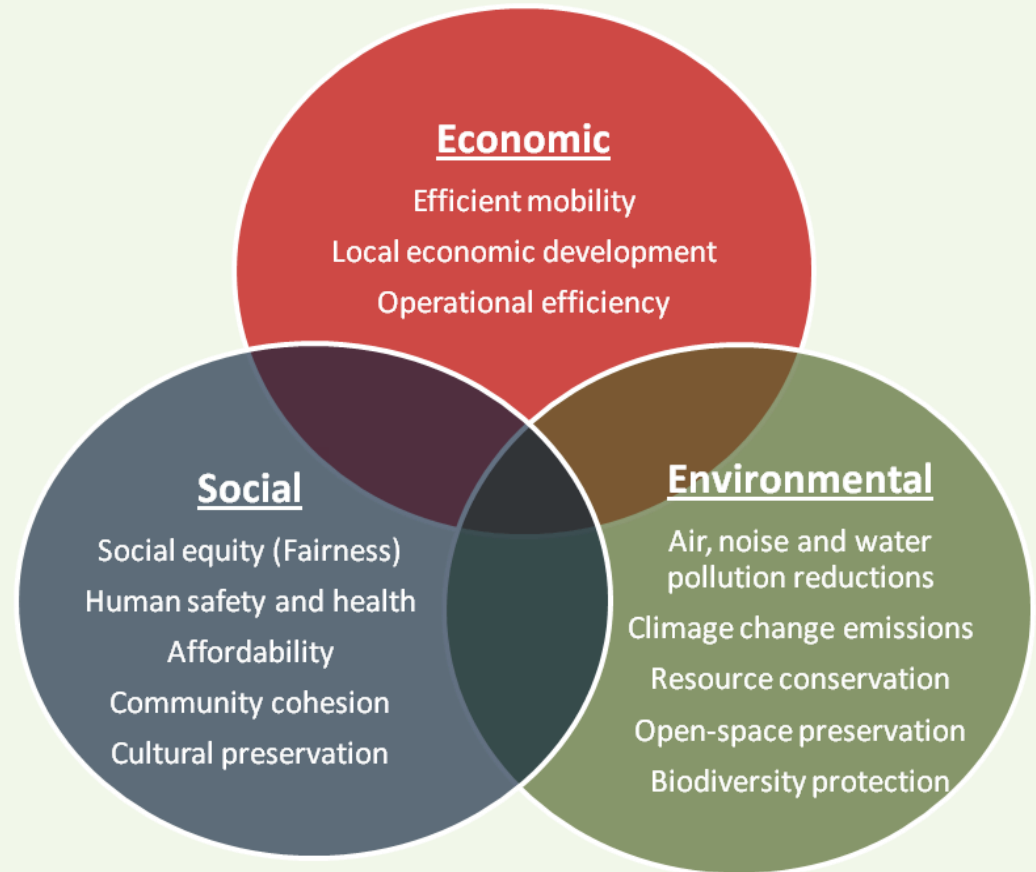 Economic
Efficient mobility
Local economic development
Operational efficiency
Social
Social equity (Fairness)
Human safety and health
Affordability
Community cohesion
Cultural preservation
Environmental
Air, noise and water
pollution reductions
Climage change emissions
Resource conservation
Open-space preservation
Biodiversity protection